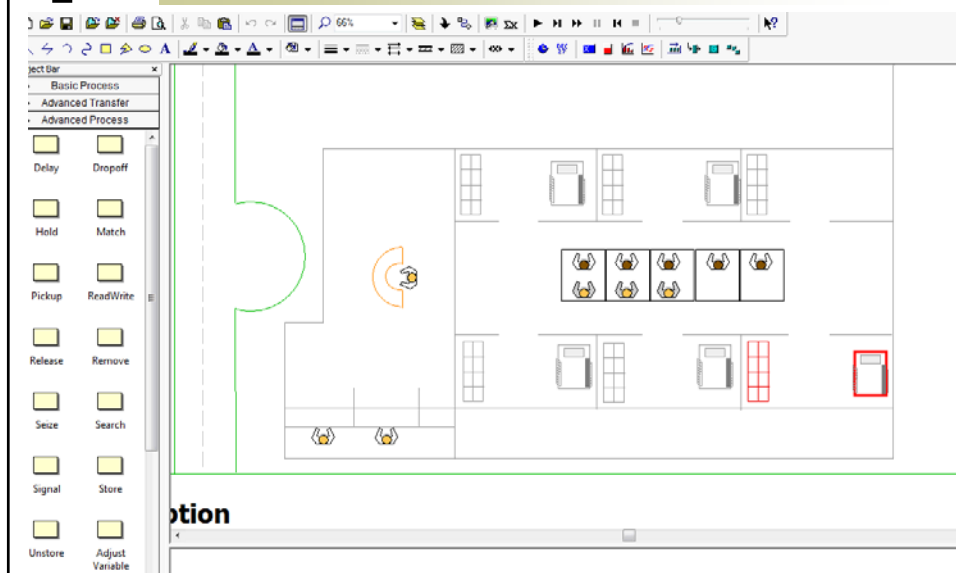 66%
A
ject Bar
Basic Process
Advanced Transfer
Advanced Process
Delay Dropoff
Hold Match
Pickup ReadWrite
Release Remove
Seize Search
Signal Store
Unstore Adjust
Variable
ption